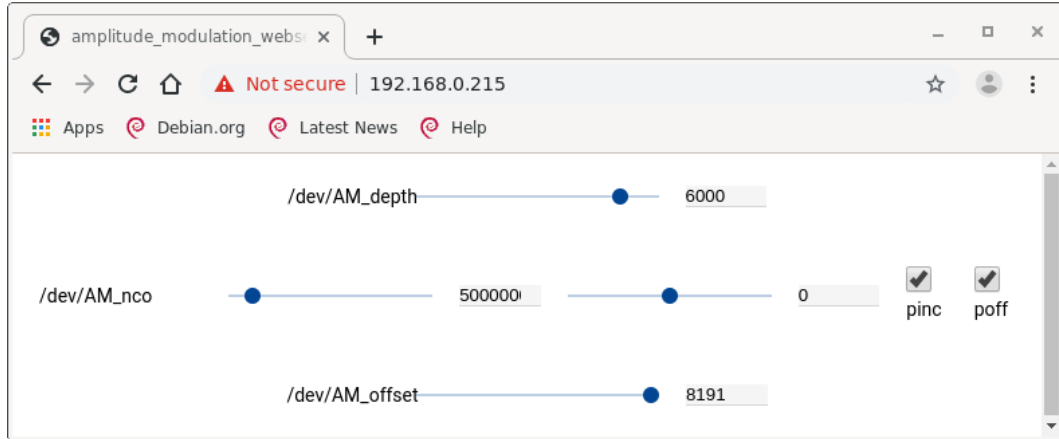 amplitude_modulation_webs
Not secure | 192.168.0.215
Apps Debian.org Latest News Help
/dev/AM_depth 6000
/dev/AM_nco 500000 0 pinc poff
/dev/AM_offset 8191